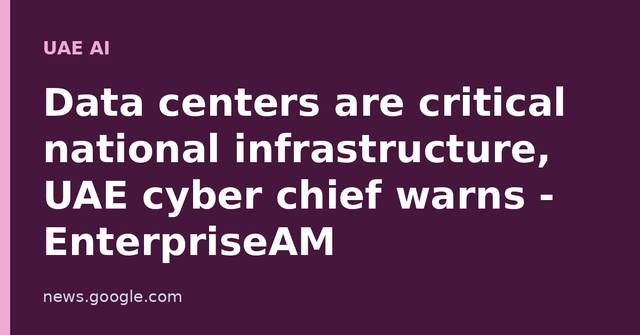 UAE AI
Data centers are critical
national infrastructure,
UAE cyber chief warns -
EnterpriseAM
news.google.com